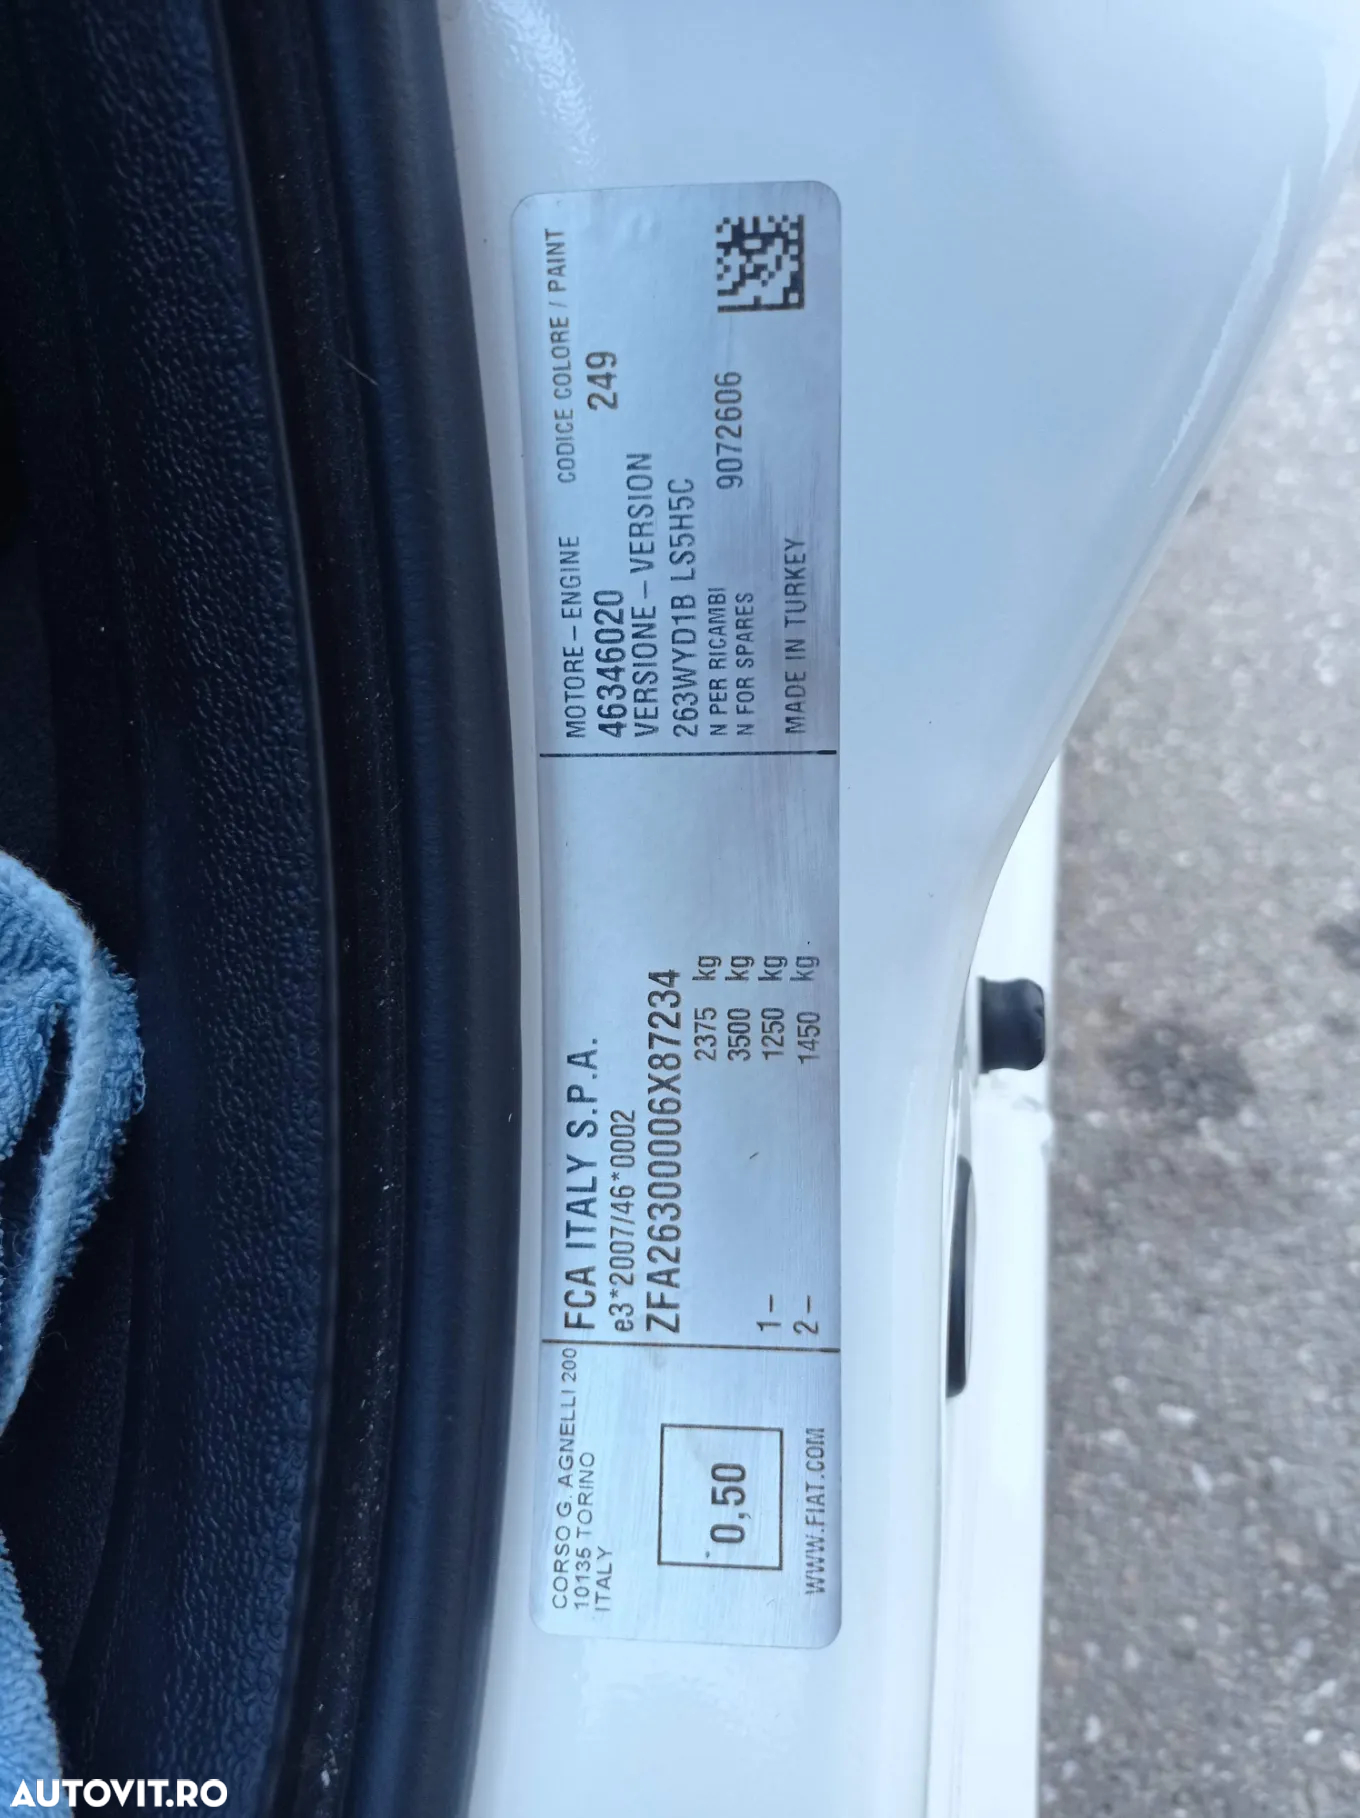 CORSO G. AGNELLI 200
10135 TORINO
ITALY
0,50
WWW.FIAT.COM
FCA ITALY S.P.A.
e3*2007/46*0002
ZFA26300006X87234
2375 kg
3500 kg
1 – 1250 kg
2 – 1450 kg
MOTORE – ENGINE CODICE COLORE / PAINT
46346020 249
VERSIONE – VERSION
263WYD1B LS5H5C
N PER RICAMBI
N FOR SPARES 9072606
MADE IN TURKEY
AUTOVIT.RO